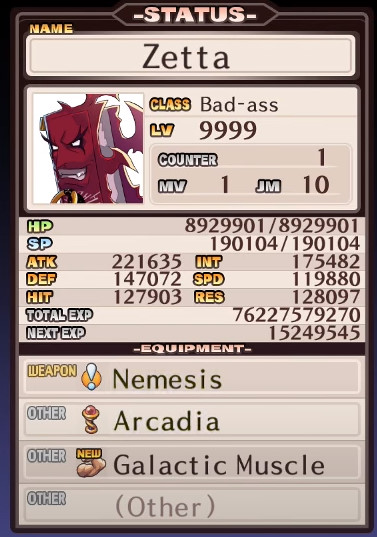 -STATUS-
NAME
Zetta
CLASS Bad-ass
LV 9999
COUNTER 1
MV 1 JM 10
HP 8929901/8929901
SP 190104/190104
ATK 221635 INT 175482
DEF 147072 SPD 119880
HIT 127903 RES 128097
TOTAL EXP 76227579270
NEXT EXP 15249545
-EQUIPMENT-
WEAPON Nemesis
OTHER Arcadia
OTHER NEW Galactic Muscle
OTHER (Other)